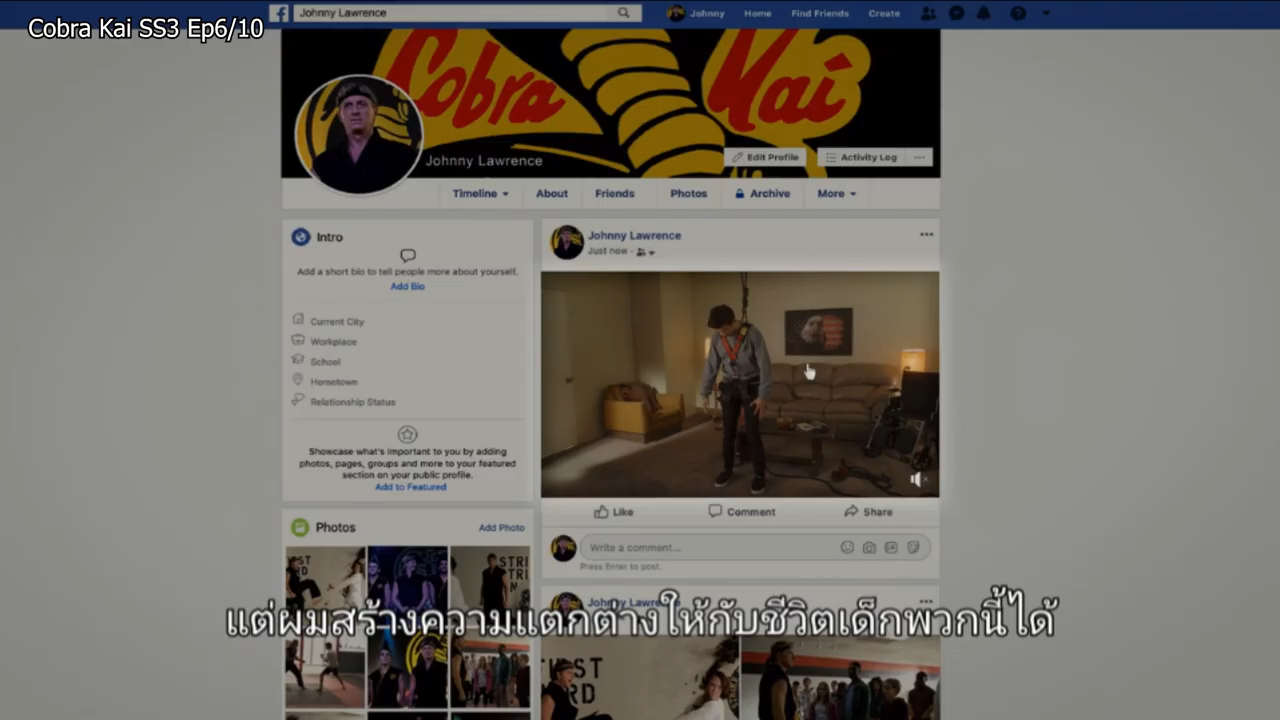 Johnny Lawrence
Johnny
Home
Find Friends
Create
Cobra Kai SS3 Ep6/10
Cobra Kai
Johnny Lawrence
Edit Profile
Activity Log
Timeline
About
Friends
Photos
Archive
More
Intro
Add a short bio to tell people more about yourself.
Add Bio
Current City
Workplace
School
Hometown
Relationship Status
Showcase what's important to you by adding
photos, pages, groups and more to your featured
section on your public profile.
Add to Featured
Photos
Add Photo
Johnny Lawrence
Just now
Like
Comment
Share
Write a comment...
Press Enter to post.
Johnny Lawrence
แต่ผมสร้างความแตกต่างให้กับชีวิตเด็กพวกนี้ได้